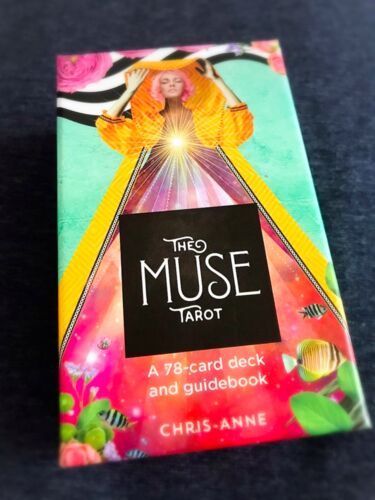 THE
MUSE
TAROT
A 78-card deck
and guidebook
CHRIS-ANNE